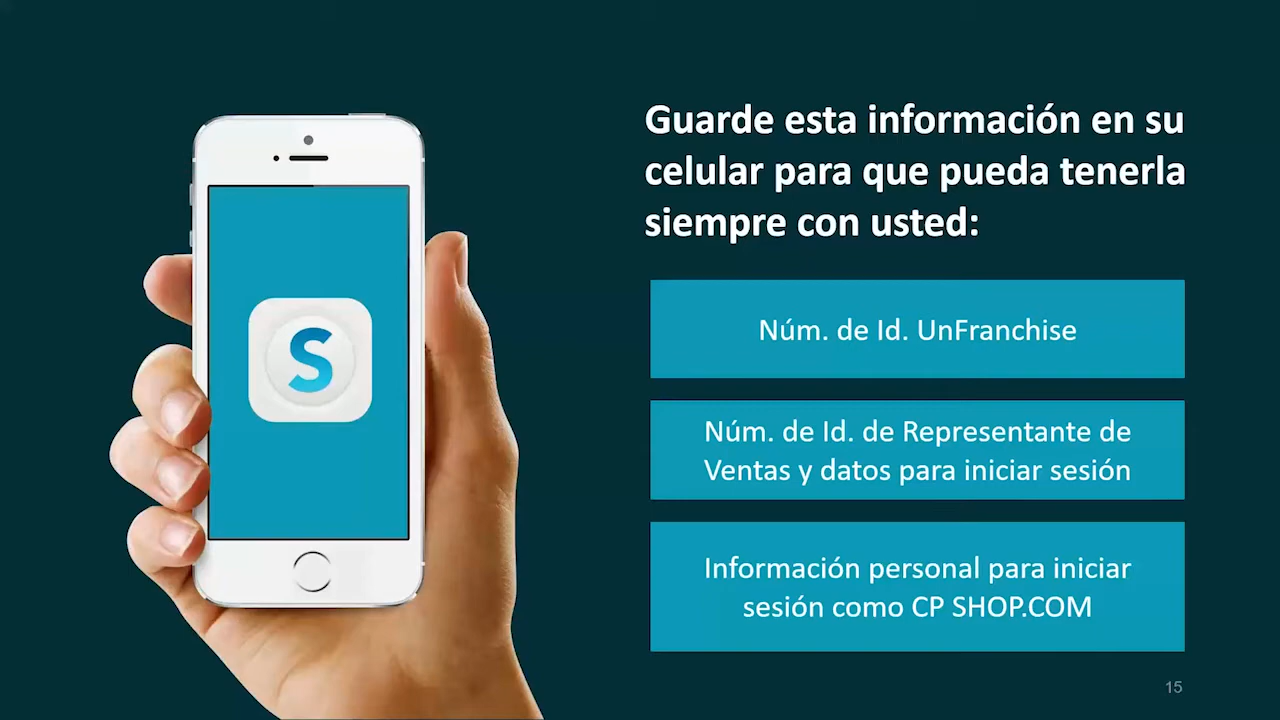 Guarde esta información en su
celular para que pueda tenerla
siempre con usted:
S
Núm. de Id. UnFranchise
Núm. de Id. de Representante de
Ventas y datos para iniciar sesión
Información personal para iniciar
sesión como CP SHOP.COM
15